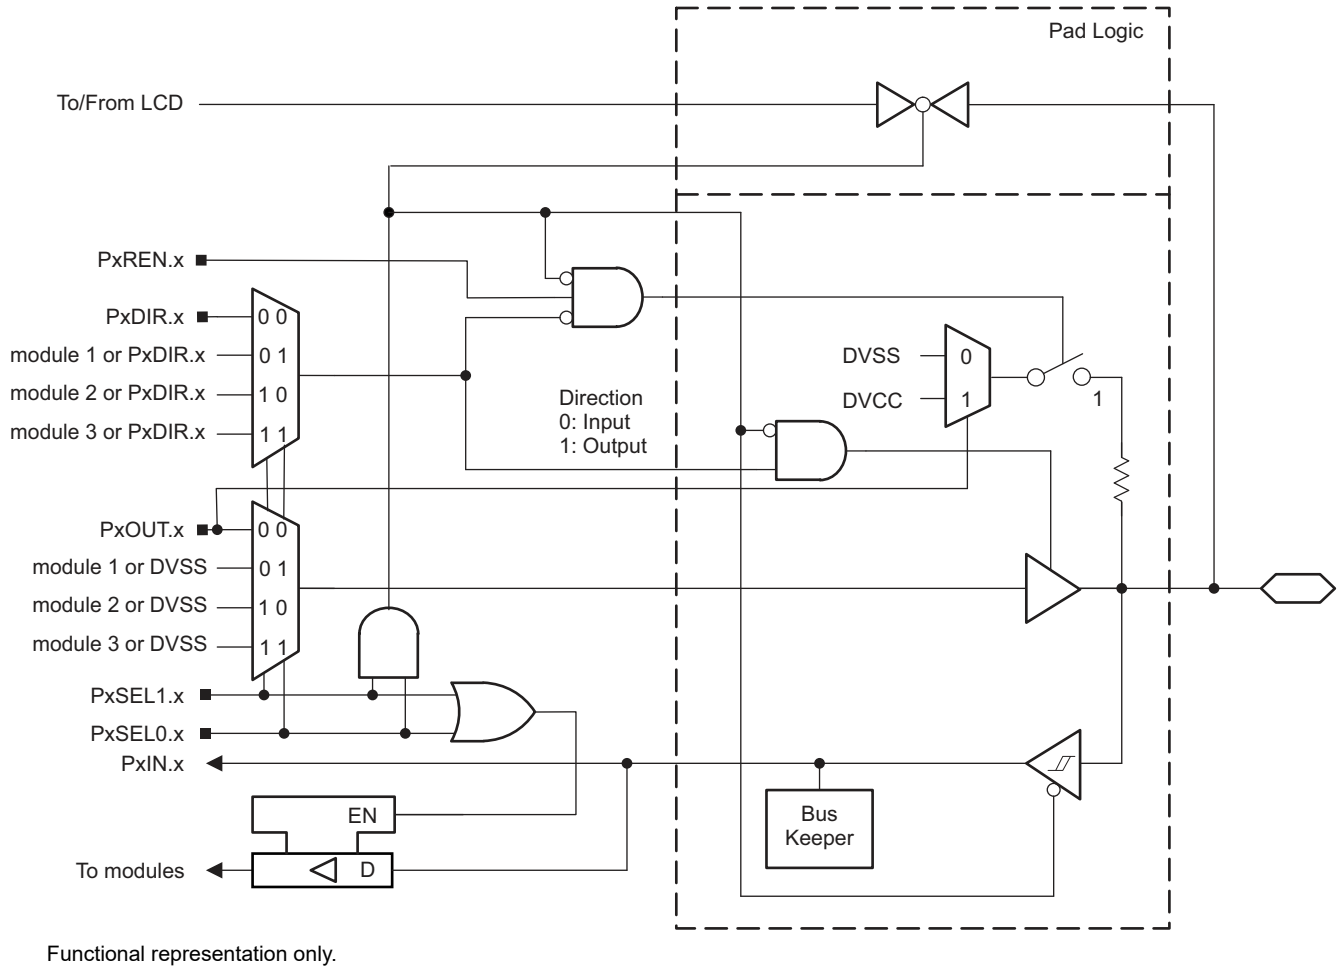 Pad Logic
To/From LCD
PxREN.x
PxDIR.x
0 0
module 1 or PxDIR.x
0 1
module 2 or PxDIR.x
1 0
module 3 or PxDIR.x
1 1
Direction
0: Input
1: Output
DVSS
0
DVCC
1
1
PxOUT.x
0 0
module 1 or DVSS
0 1
module 2 or DVSS
1 0
module 3 or DVSS
1 1
PxSEL1.x
PxSEL0.x
PxIN.x
Bus
Keeper
EN
To modules
D
Functional representation only.